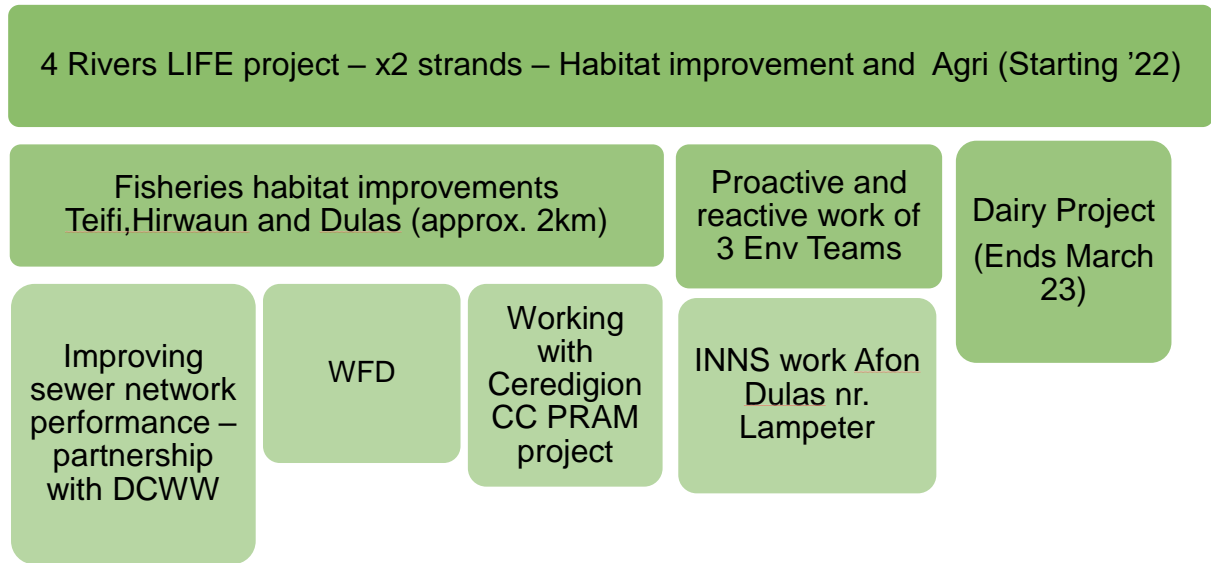 4 Rivers LIFE project – x2 strands – Habitat improvement and  Agri (Starting ’22)
Fisheries habitat improvements
Teifi,Hirwaun and Dulas (approx. 2km)
Proactive and
reactive work of
3 Env Teams
Dairy Project
(Ends March
23)
Improving
sewer network
performance –
partnership
with DCWW
WFD
Working
with
Ceredigion
CC PRAM
project
INNS work Afon
Dulas nr.
Lampeter